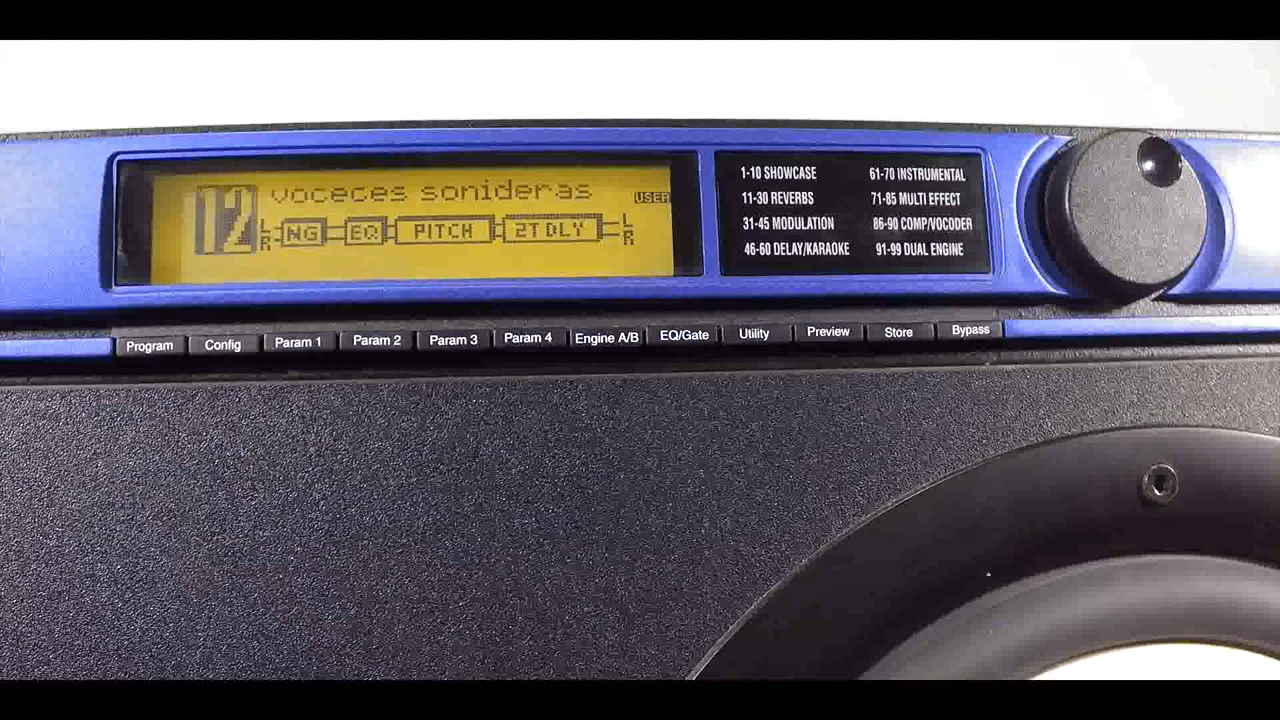 12 voceces sonideras USER
L R NG EQ PITCH 2T DLY L R
1-10 SHOWCASE 61-70 INSTRUMENTAL
11-30 REVERBS 71-85 MULTI EFFECT
31-45 MODULATION 86-90 COMP/VOCODER
46-60 DELAY/KARAOKE 91-99 DUAL ENGINE
Program Config Param 1 Param 2 Param 3 Param 4 Engine A/B EQ/Gate Utility Preview Store Bypass